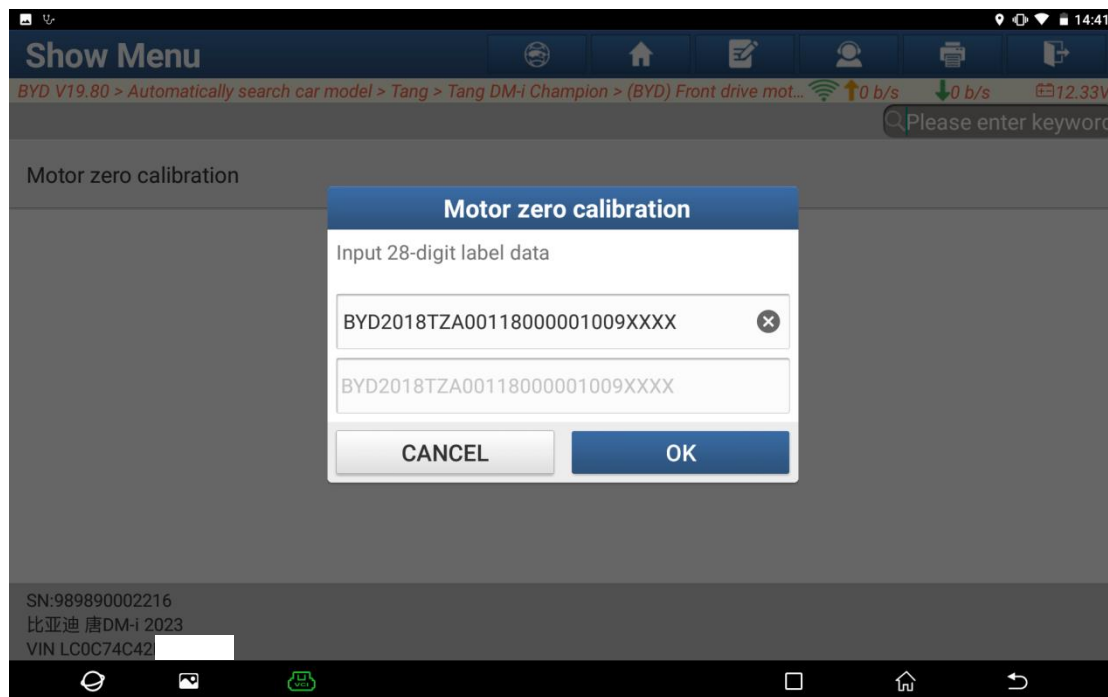 14:41
Show Menu
BYD V19.80 > Automatically search car model > Tang > Tang DM-i Champion > (BYD) Front drive mot... 0 b/s 0 b/s 12.33V
Please enter keyword
Motor zero calibration
Motor zero calibration
Input 28-digit label data
BYD2018TZA00118000001009XXXX
BYD2018TZA00118000001009XXXX
CANCEL OK
SN:989890002216
比亚迪 唐DM-i 2023
VIN LC0C74C42
VCI